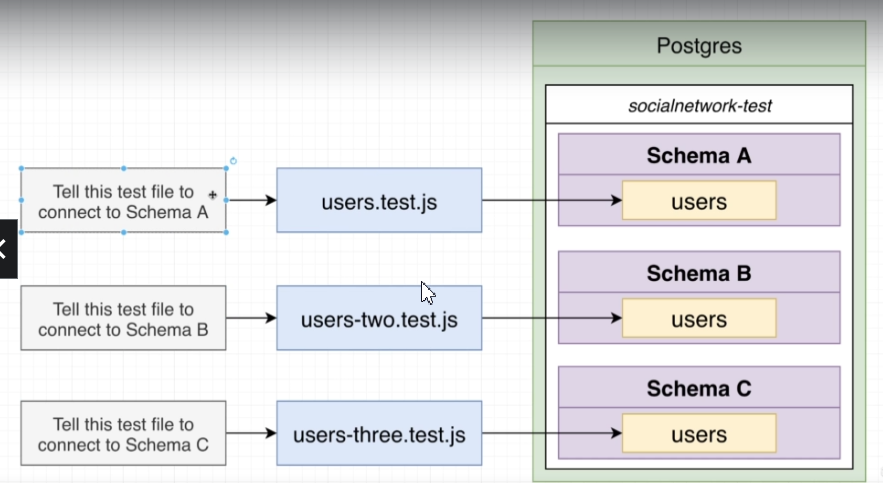 Postgres
socialnetwork-test
Tell this test file to
connect to Schema A
users.test.js
Schema A
users
Tell this test file to
connect to Schema B
users-two.test.js
Schema B
users
Tell this test file to
connect to Schema C
users-three.test.js
Schema C
users